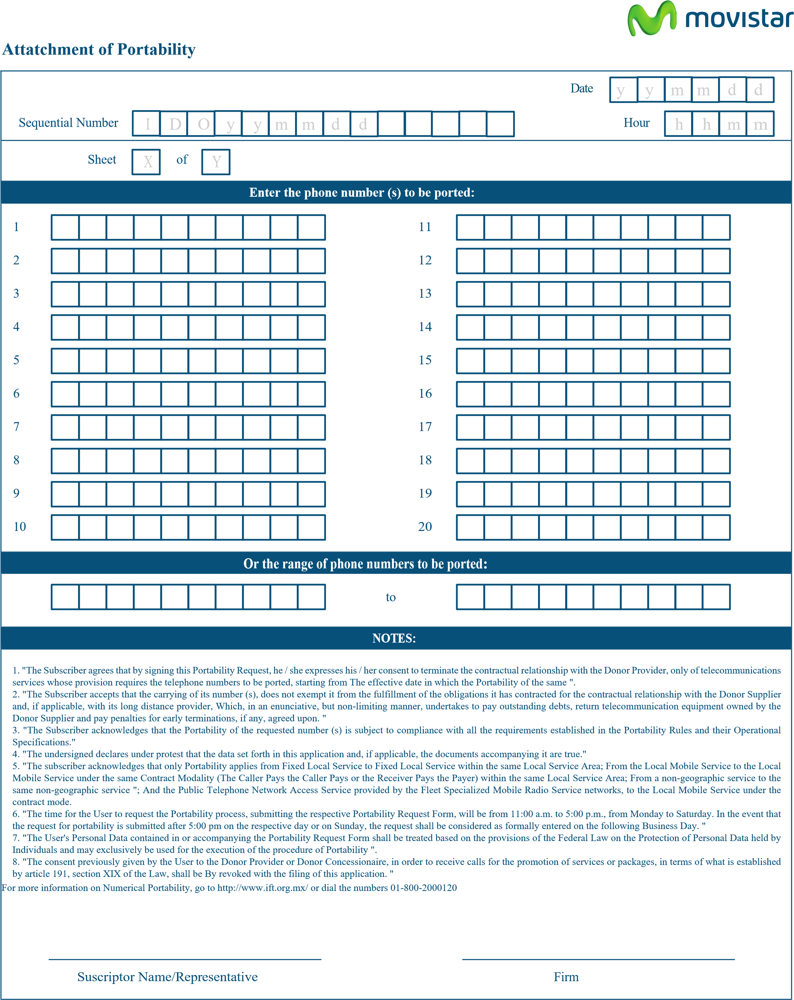 movistar
Attatchment of Portability
Date y y m m d d
Sequential Number I D O y y m m d d
Hour h h m m
Sheet X of Y
Enter the phone number (s) to be ported:
1 11
2 12
3 13
4 14
5 15
6 16
7 17
8 18
9 19
10 20
Or the range of phone numbers to be ported:
to
NOTES:
1. "The Subscriber agrees that by signing this Portability Request, he / she expresses his / her consent to terminate the contractual relationship with the Donor Provider, only of telecommunications
services whose provision requires the telephone numbers to be ported, starting from The effective date in which the Portability of the same ".
2. "The Subscriber accepts that the carrying of its number (s), does not exempt it from the fulfillment of the obligations it has contracted for the contractual relationship with the Donor Supplier
and, if applicable, with its long distance provider, Which, in an enunciative, but non-limiting manner, undertakes to pay outstanding debts, return telecommunication equipment owned by the
Donor Supplier and pay penalties for early terminations, if any, agreed upon. "
3. "The Subscriber acknowledges that the Portability of the requested number (s) is subject to compliance with all the requirements established in the Portability Rules and their Operational
Specifications."
4. "The undersigned declares under protest that the data set forth in this application and, if applicable, the documents accompanying it are true."
5. "The subscriber acknowledges that only Portability applies from Fixed Local Service to Fixed Local Service within the same Local Service Area; From the Local Mobile Service to the Local
Mobile Service under the same Contract Modality (The Caller Pays the Caller Pays or the Receiver Pays the Payer) within the same Local Service Area; From a non-geographic service to the
same non-geographic service "; And the Public Telephone Network Access Service provided by the Fleet Specialized Mobile Radio Service networks, to the Local Mobile Service under the
contract mode.
6. "The time for the User to request the Portability process, submitting the respective Portability Request Form, will be from 11:00 a.m. to 5:00 p.m., from Monday to Saturday. In the event that
the request for portability is submitted after 5:00 pm on the respective day or on Sunday, the request shall be considered as formally entered on the following Business Day. "
7. "The User's Personal Data contained in or accompanying the Portability Request Form shall be treated based on the provisions of the Federal Law on the Protection of Personal Data held by
Individuals and may exclusively be used for the execution of the procedure of Portability ".
8. "The consent previously given by the User to the Donor Provider or Donor Concessionaire, in order to receive calls for the promotion of services or packages, in terms of what is established
by article 191, section XIX of the Law, shall be By revoked with the filing of this application. "
For more information on Numerical Portability, go to http://www.ift.org.mx/ or dial the numbers 01-800-2000120
Suscriptor Name/Representative
Firm